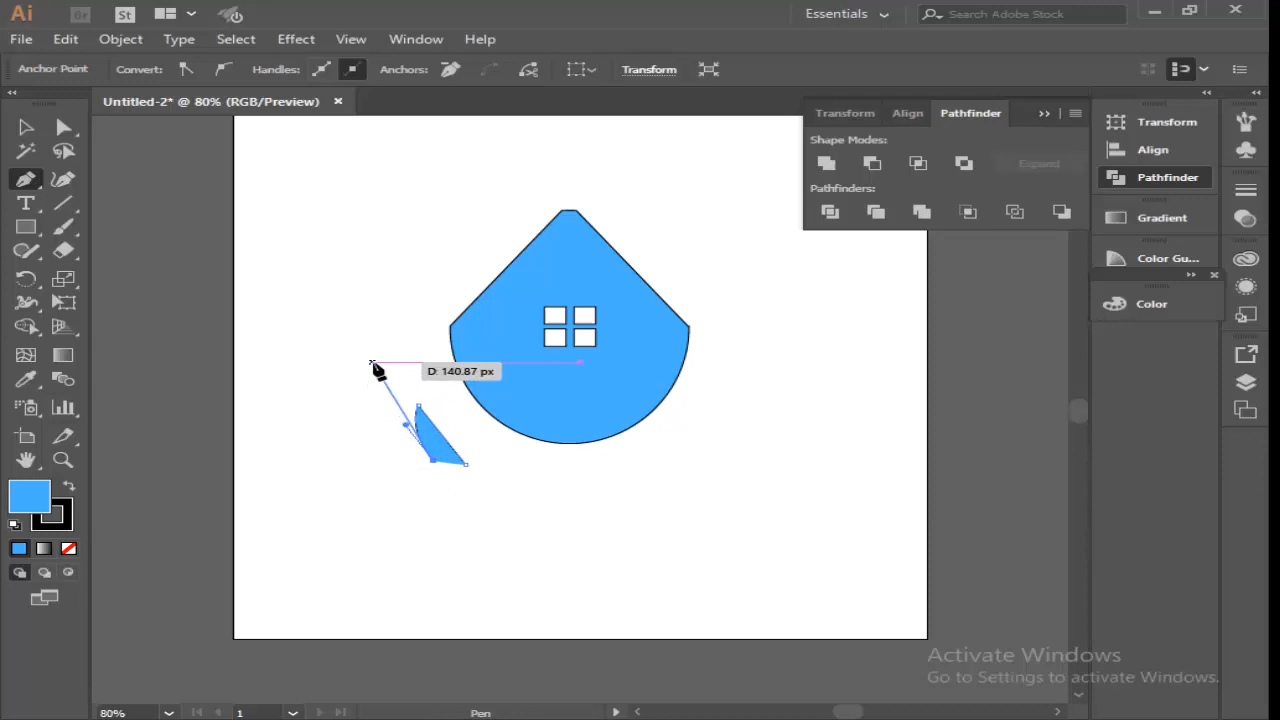 Ai Br St Essentials Search Adobe Stock
File Edit Object Type Select Effect View Window Help
Anchor Point Convert: Handles: Anchors: Transform
Untitled-2* @ 80% (RGB/Preview)
Transform Align Pathfinder
Shape Modes:
Expand
Pathfinders:
Transform
Align
Pathfinder
Gradient
Color Gu...
Color
D: 140.87 px
Activate Windows
Go to Settings to activate Windows.
80% 1 Pen